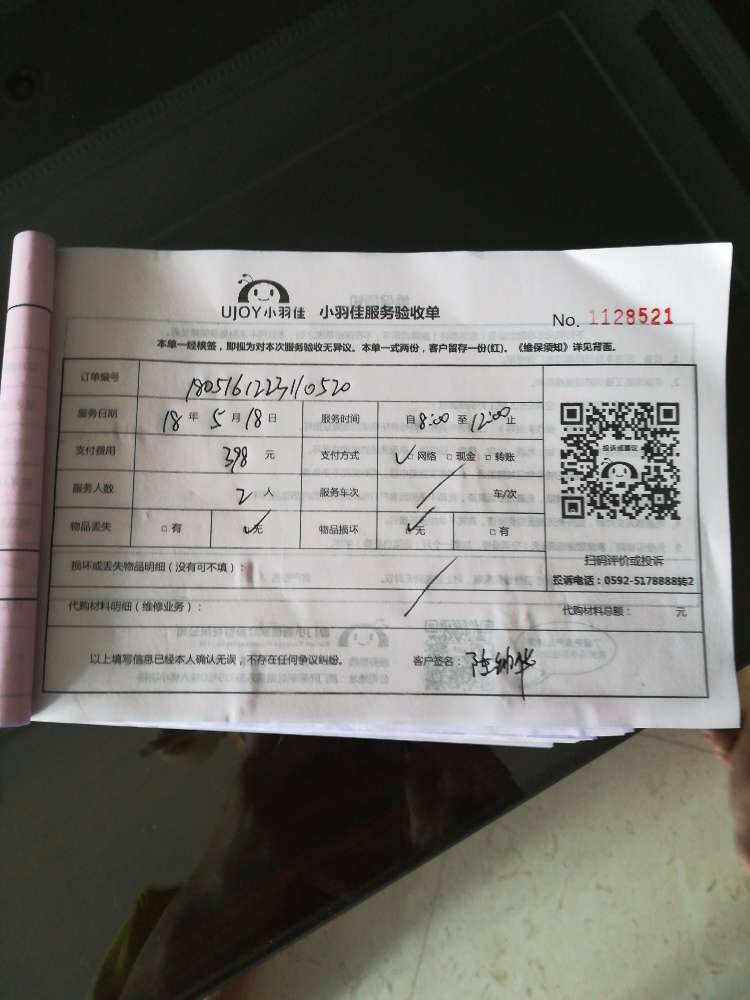 UJOY小羽佳 小羽佳服务验收单
No. 1128521
本单一经核签，即视为对本次服务验收无异议。本单一式两份，客户留存一份(红)。《维保须知》详见背面。
订单编号 1805161223110520
服务日期 18 年 5 月 18 日 服务时间 自 8:00 至 12:00 止
支付费用 398 元 支付方式 ✓□ 网络 □ 现金 □ 转账
服务人数 2 人 服务车次 / 车/次
物品丢失 □ 有 ☑无 物品损坏 ☑无 □ 有
投诉或建议
扫码评价或投诉
投诉电话：0592-5178888转2
损坏或丢失物品明细（没有可不填）：
代购材料明细（维修业务）： / 代购材料总额： 元
以上填写信息已经本人确认无误，不存在任何争议纠纷。 客户签名：